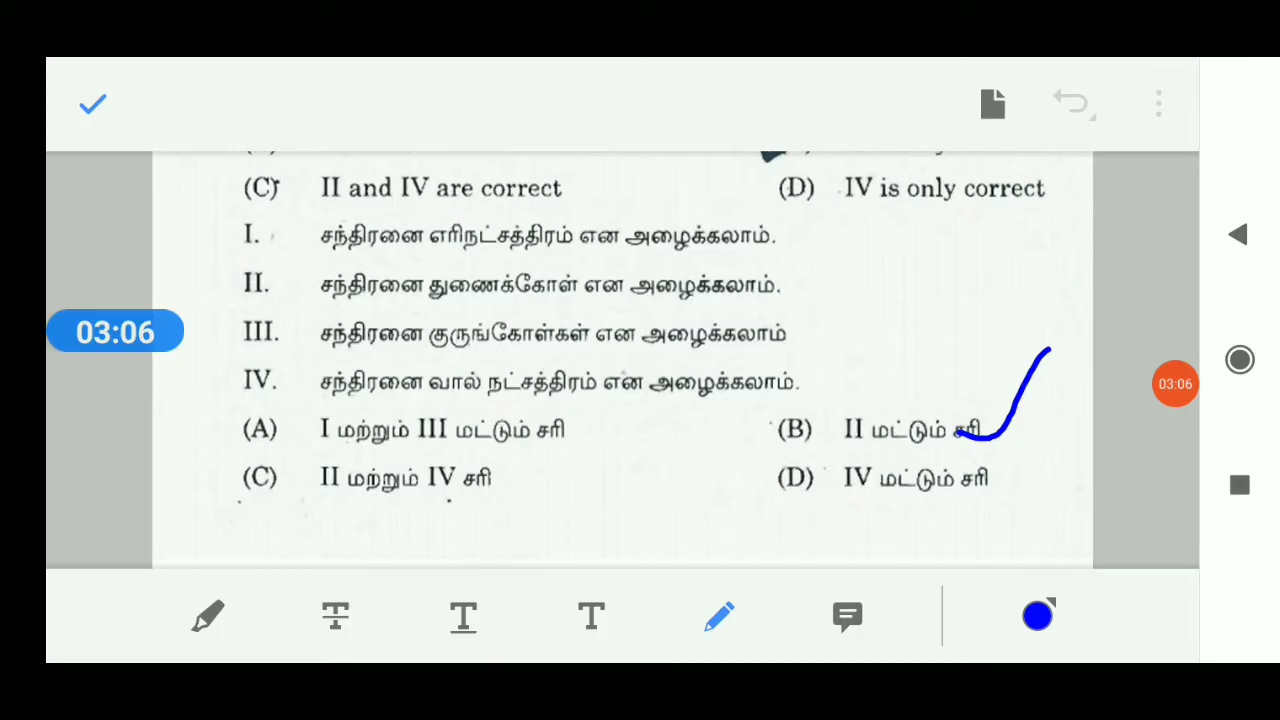 (C) II and IV are correct (D) IV is only correct
I. சந்திரனை எரிநட்சத்திரம் என அழைக்கலாம்.
II. சந்திரனை துணைக்கோள் என அழைக்கலாம்.
03:06
III. சந்திரனை குருங்கோள்கள் என அழைக்கலாம்
IV. சந்திரனை வால் நட்சத்திரம் என அழைக்கலாம்.
03:06
(A) I மற்றும் III மட்டும் சரி (B) II மட்டும் சரி
(C) II மற்றும் IV சரி (D) IV மட்டும் சரி
T T T